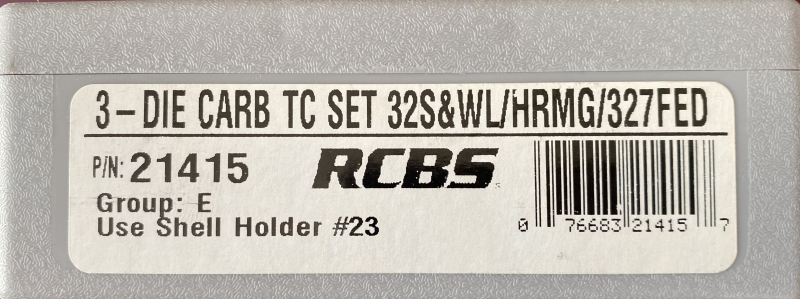 3-DIE CARB TC SET 32S&WL/HRMG/327FED
P/N: 21415
RCBS
Group: E
Use Shell Holder #23
0 76683 21415 7